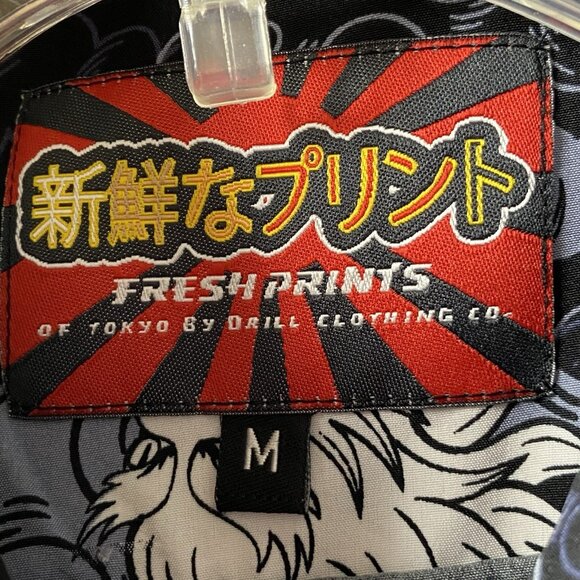 新鮮なプリント
FRESH PRINTS
OF TOKYO BY DRILL CLOTHING CO.
M